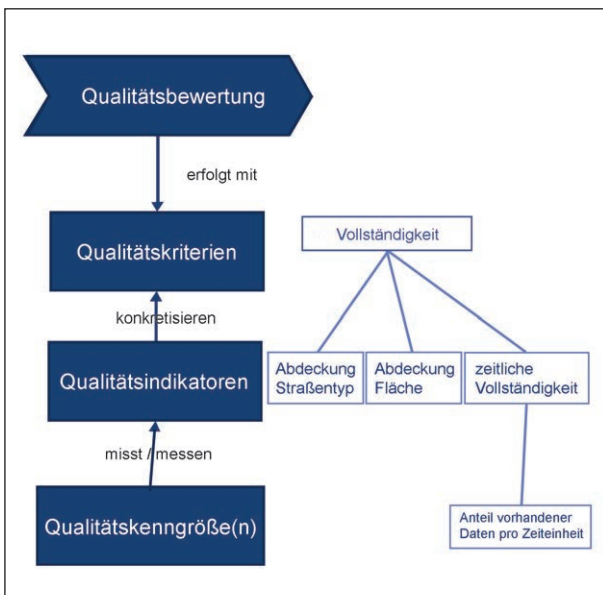 Qualitätsbewertung
erfolgt mit
Qualitätskriterien
Vollständigkeit
konkretisieren
Qualitätsindikatoren
Abdeckung
Straßentyp
Abdeckung
Fläche
zeitliche
Vollständigkeit
misst / messen
Qualitätskenngröße(n)
Anteil vorhandener
Daten pro Zeiteinheit